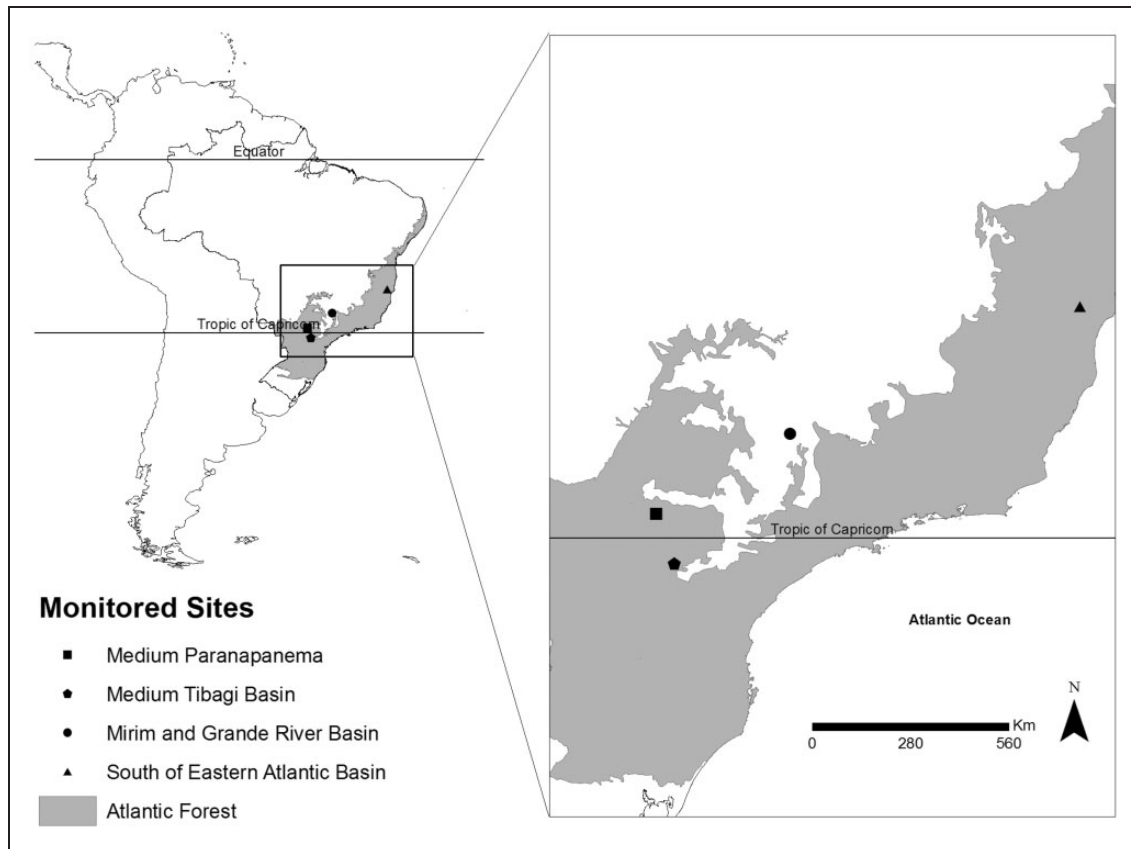 Equator
Tropic of Capricorn
Monitored Sites
Medium Paranapanema
Medium Tibagi Basin
Mirim and Grande River Basin
South of Eastern Atlantic Basin
Atlantic Forest
Tropic of Capricorn
Atlantic Ocean
N
Km
0 280 560